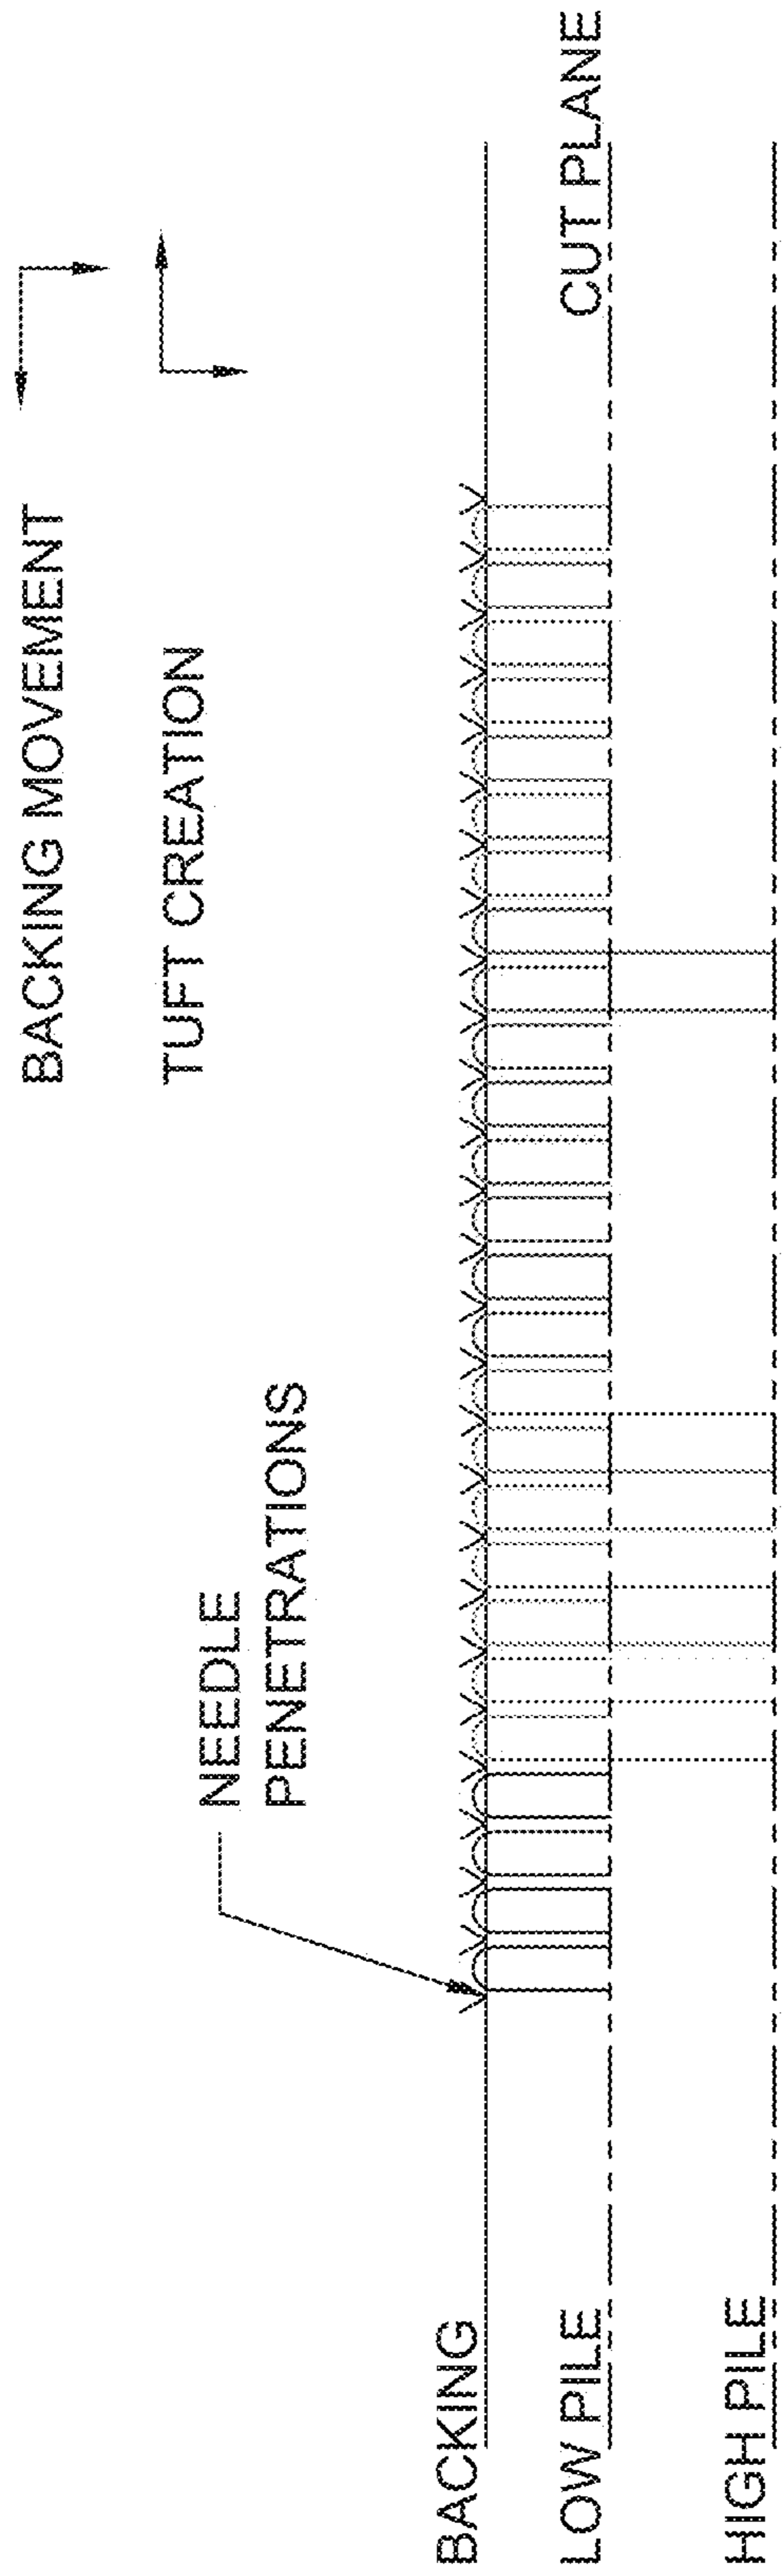 BACKING MOVEMENT
TUFT CREATION
NEEDLE
PENETRATIONS
BACKING
LOW PILE
CUT PLANE
HIGH PILE